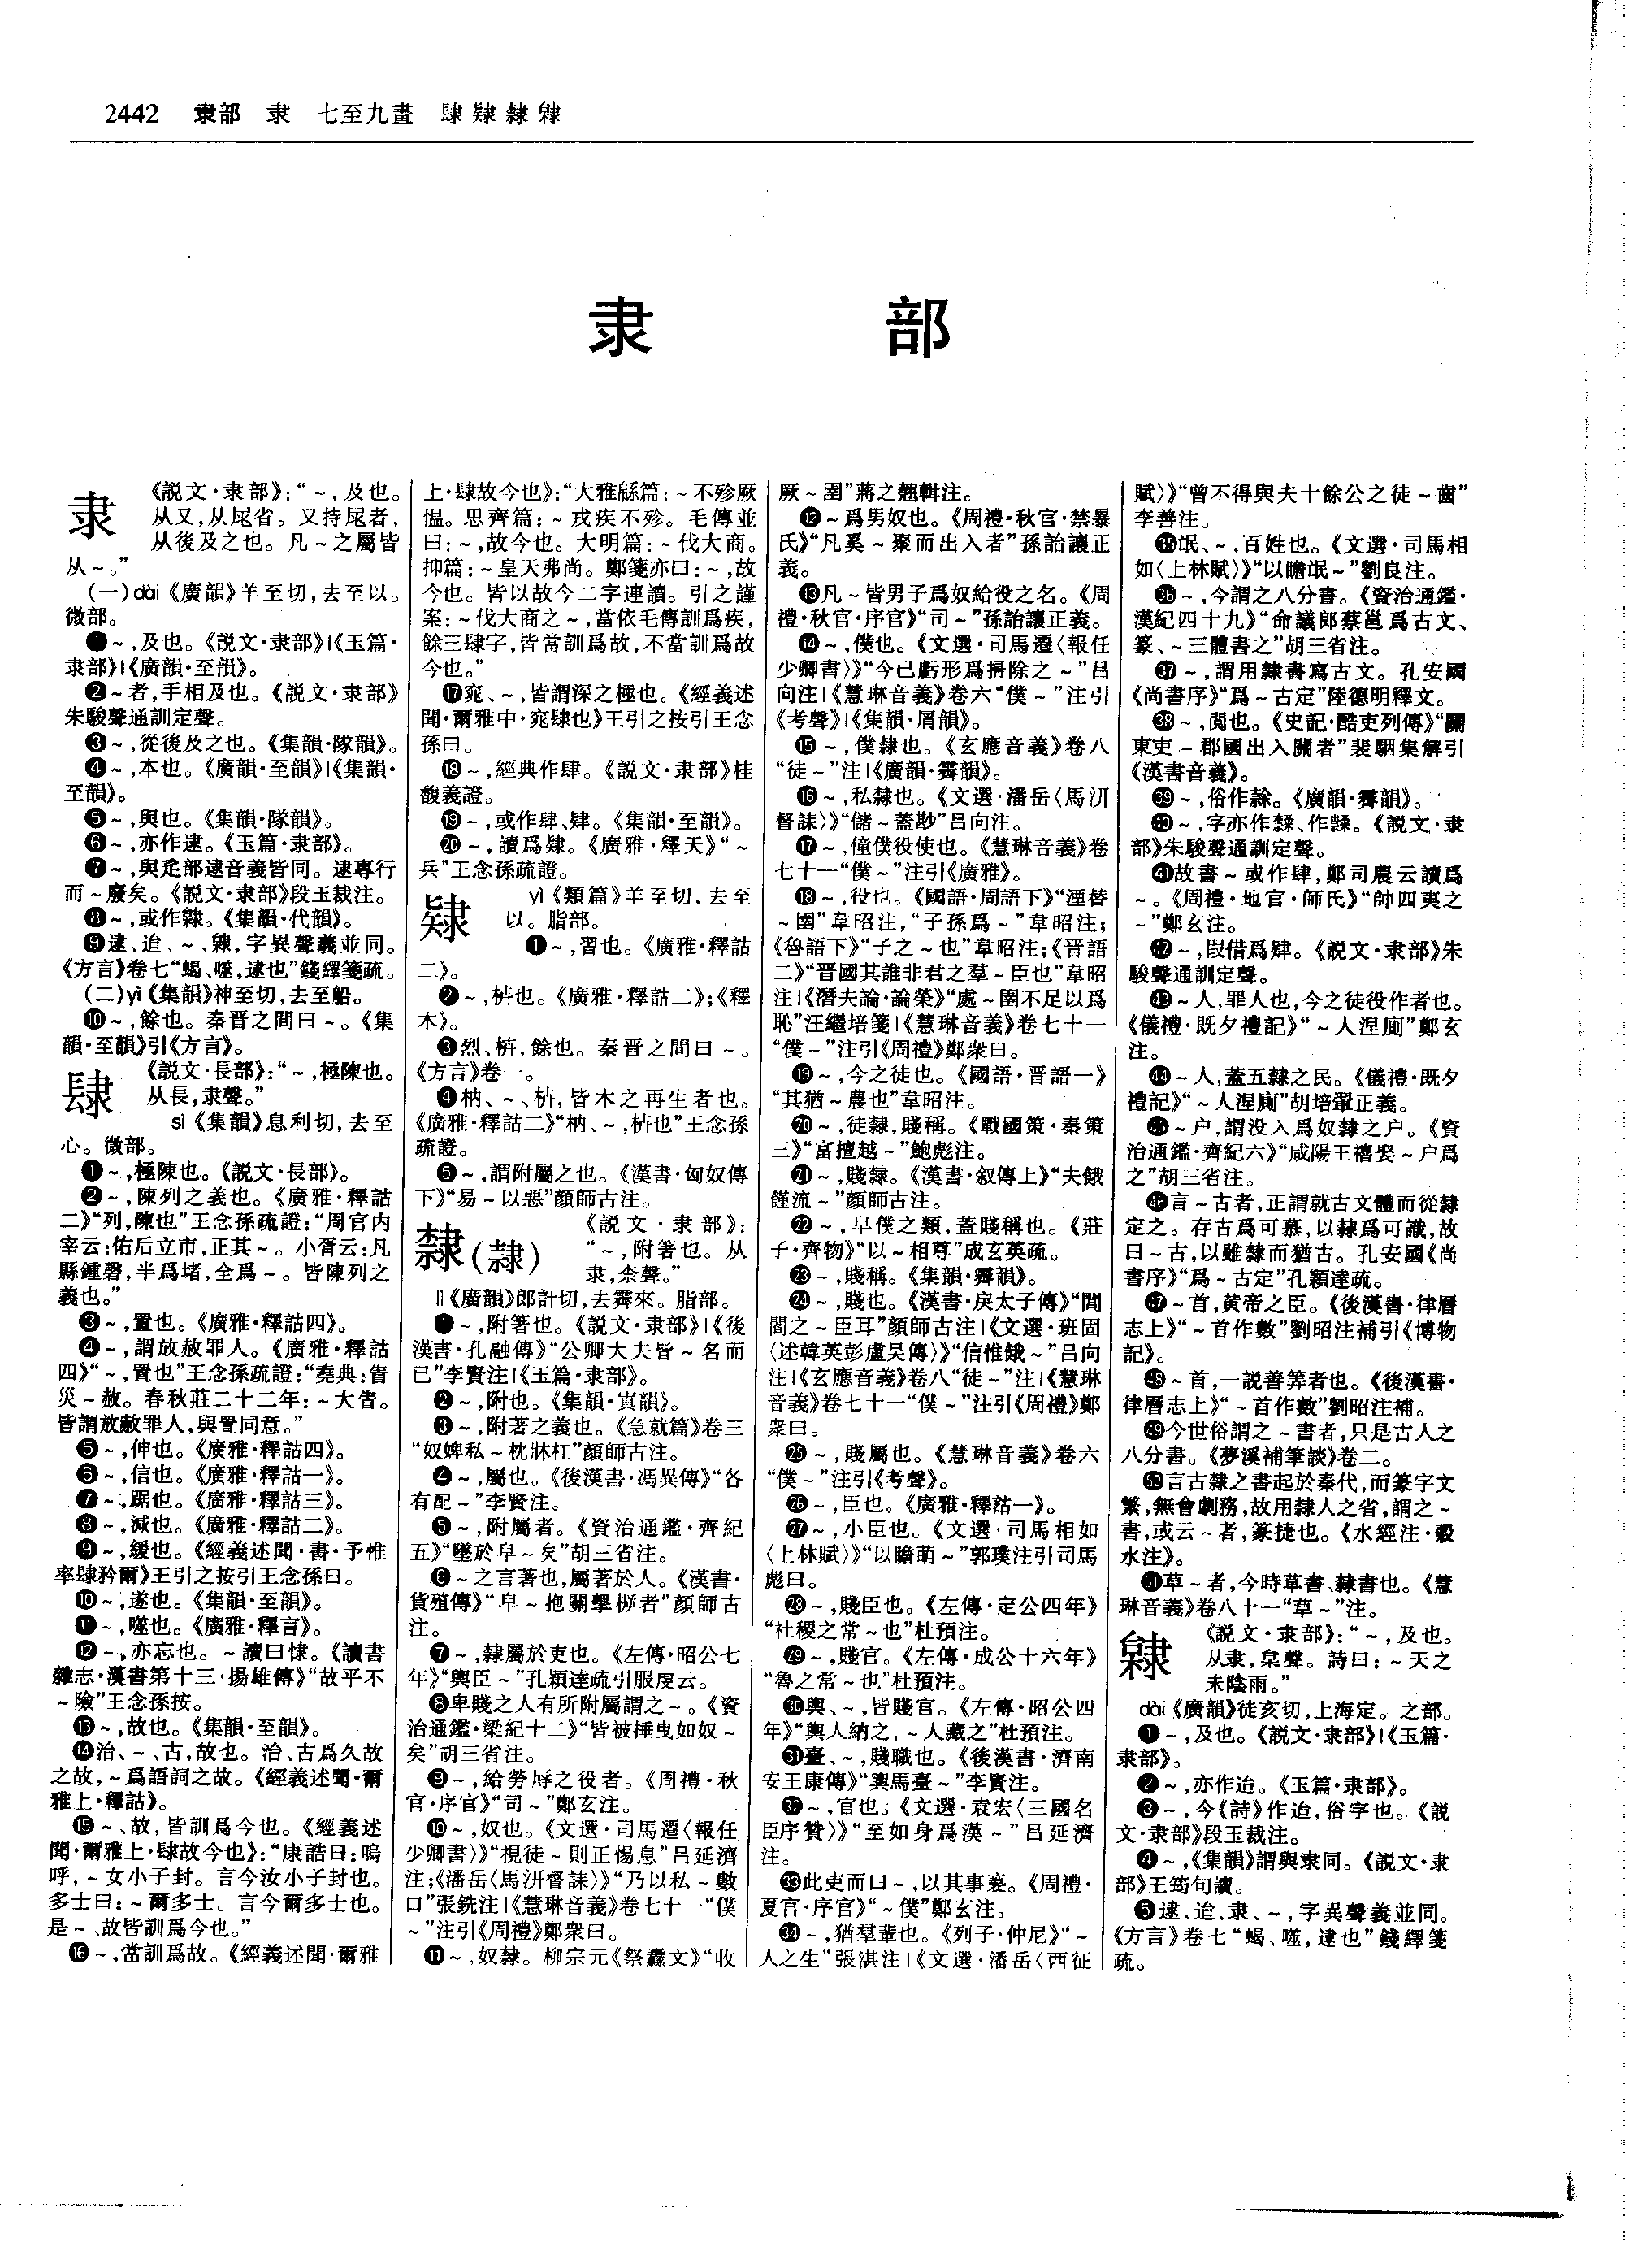 2442 隶部 隶 七至九畫 肆 䝘 隸 䨽
隶 部
隶 《説文·隶部》:“~,及也。
从又,从尾省。又持尾者,
从後及之也。凡~之屬皆
从~。”
(一)dài《廣韻》羊至切,去至以。
微部。
❶~,及也。《説文·隶部》|《玉篇·
隶部》|《廣韻·至韻》。
❷~者,手相及也。《説文·隶部》
朱駿聲通訓定聲。
❸~,從後及之也。《集韻·隊韻》。
❹~,本也。《廣韻·至韻》|《集韻·
至韻》。
❺~,與也。《集韻·隊韻》。
❻~,亦作逮。《玉篇·隶部》。
❼~,與辵部逮音義皆同。逮專行
而~廢矣。《説文·隶部》段玉裁注。
❽~,或作。《集韻·代韻》。
❾逮、迨、~、,字異聲義並同。
《方言》卷七“蝎、噬,逮也”錢繹箋疏。
(二)yì《集韻》神至切,去至船。
❿~,餘也。秦晋之間曰~。《集
韻·至韻》引《方言》。
《説文·長部》:“~,極陳也。
从長,隶聲。”
sì《集韻》息利切,去至
心。微部。
❶~,極陳也。《説文·長部》。
❷~,陳列之義也。《廣雅·釋詁
二》“列,陳也”王念孫疏證:“周官内
宰云:佑后立市,正其~。小胥云:凡
縣鍾磬,半爲堵,全爲~。皆陳列之
義也。”
❸~,置也。《廣雅·釋詁四》。
❹~,謂放赦罪人。《廣雅·釋詁
四》“~,置也”王念孫疏證:“堯典:眚
災~赦。春秋莊二十二年:~大眚。
皆謂放赦罪人,與置同意。”
❺~,伸也。《廣雅·釋詁四》。
❻~,信也。《廣雅·釋詁一》。
❼~,踞也。《廣雅·釋詁三》。
❽~,減也。《廣雅·釋詁二》。
❾~,緩也。《經義述聞·書·予惟
率肆矜爾》王引之按引王念孫曰。
❿~,遂也。《集韻·至韻》。
⓫~,噬也。《廣雅·釋言》。
⓬~,亦忘也。~讀曰悚。《讀書
雜志·漢書第十三·揚雄傳》“故平不
~險”王念孫按。
⓭~,故也。《集韻·至韻》。
⓮治、~、古,故也。治、古爲久故
之故,~爲語詞之故。《經義述聞·爾
雅上·釋詁》。
⓯~、故,皆訓爲今也。《經義述
聞·爾雅上·肆故今也》:“康誥曰:嗚
呼,~女小子封。言今汝小子封也。
多士曰:~爾多士。言今爾多士也。
是~、故皆訓爲今也。”
⓰~,當訓爲故。《經義述聞·爾雅
上·肆故今也》:“大雅緜篇:~不殄厥
愠。思齊篇:~戎疾不殄。毛傳並
曰:~,故今也。大明篇:~伐大商。
抑篇:~皇天弗尚。鄭箋亦曰:~,故
今也。皆以故今二字連讀。引之謹
案:~伐大商之~,當依毛傳訓爲疾,
餘三肆字,皆當訓爲故,不當訓爲故
今也。”
⓱窕、~,皆謂深之極也。《經義述
聞·爾雅中·窕肆也》王引之按引王念
孫曰。
⓲~,經典作肆。《説文·隶部》桂
馥義證。
⓳~,或作肆、肄。《集韻·至韻》。
⓴~,讀爲䝘。《廣雅·釋天》“~
兵”王念孫疏證。
yì《類篇》羊至切,去至
以。脂部。
❶~,習也。《廣雅·釋詁
二》。
❷~,枿也。《廣雅·釋詁二》;《釋
木》。
❸烈、枿,餘也。秦晋之間曰~。
《方言》卷一。
❹枘、~、枿,皆木之再生者也。
《廣雅·釋詁二》“枘、~,枿也”王念孫
疏證。
❺~,謂附屬之也。《漢書·匈奴傳
下》“易~以惡”顔師古注。
隸(隷) 《説文·隶部》:
“~,附箸也。从
隶,柰聲。”
lì《廣韻》郎計切,去霽來。脂部。
~,附箸也。《説文·隶部》|《後
漢書·孔融傳》“公卿大夫皆~名而
已”李賢注|《玉篇·隶部》。
❷~,附也。《集韻·寘韻》。
❸~,附著之義也。《急就篇》卷三
“奴婢私~枕牀杠”顔師古注。
❹~,屬也。《後漢書·馮異傳》“各
有配~”李賢注。
❺~,附屬者。《資治通鑑·齊紀
五》“墜於皁~矣”胡三省注。
❻~之言著也,屬著於人。《漢書·
貨殖傳》“皁~抱關擊柝者”顔師古
注。
❼~,隸屬於吏也。《左傳·昭公七
年》“輿臣~”孔穎達疏引服虔云。
❽卑賤之人有所附屬謂之~。《資
治通鑑·梁紀十二》“皆被捶曳如奴~
矣”胡三省注。
❾~,給勞辱之役者。《周禮·秋
官·序官》“司~”鄭玄注。
❿~,奴也。《文選·司馬遷〈報任
少卿書〉》“視徒~則正惕息”吕延濟
注;《潘岳〈馬汧督誄〉》“乃以私~數
口”張銑注|《慧琳音義》卷七十一“僕
~”注引《周禮》鄭衆曰。
⓫~,奴隸。柳宗元《祭纛文》“收
厥~圉”蔣之翹輯注。
⓬~爲男奴也。《周禮·秋官·禁暴
氏》“凡奚~聚而出入者”孫詒讓正
義。
⓭凡~皆男子爲奴給役之名。《周
禮·秋官·序官》“司~”孫詒讓正義。
⓮~,僕也。《文選·司馬遷〈報任
少卿書〉》“今已虧形爲掃除之~”吕
向注|《慧琳音義》卷六“僕~”注引
《考聲》|《集韻·屑韻》。
⓯~,僕隸也。《玄應音義》卷八
“徒~”注|《廣韻·霽韻》。
⓰~,私隸也。《文選·潘岳〈馬汧
督誄〉》“儲~蓋尠”吕向注。
⓱~,僮僕役使也。《慧琳音義》卷
七十一“僕~”注引《廣雅》。
⓲~,役也。《國語·周語下》“湮替
~圉”韋昭注,“子孫爲~”韋昭注;
《魯語下》“子之~也”韋昭注;《晋語
二》“晋國其誰非君之羣~臣也”韋昭
注|《潛夫論·論榮》“處~圉不足以爲
恥”汪繼培箋|《慧琳音義》卷七十一
“僕~”注引《周禮》鄭衆曰。
⓳~,今之徒也。《國語·晋語一》
“其猶~農也”韋昭注。
⓴~,徒隸,賤稱。《戰國策·秦策
三》“富擅越~”鮑彪注。
㉑~,賤隸。《漢書·叙傳上》“夫餓
饉流~”顔師古注。
㉒~,皁僕之類,蓋賤稱也。《莊
子·齊物》“以~相尊”成玄英疏。
㉓~,賤稱。《集韻·霽韻》。
㉔~,賤也。《漢書·戾太子傳》“閭
閻之~臣耳”顔師古注|《文選·班固
〈述韓英彭盧吴傳〉》“信惟餓~”吕向
注|《玄應音義》卷八“徒~”注|《慧琳
音義》卷七十一“僕~”注引《周禮》鄭
衆曰。
㉕~,賤屬也。《慧琳音義》卷六
“僕~”注引《考聲》。
㉖~,臣也。《廣雅·釋詁一》。
㉗~,小臣也。《文選·司馬相如
〈上林賦〉》“以贍萌~”郭璞注引司馬
彪曰。
㉘~,賤臣也。《左傳·定公四年》
“社稷之常~也”杜預注。
㉙~,賤官。《左傳·成公十六年》
“魯之常~也”杜預注。
㉚輿、~,皆賤官。《左傳·昭公四
年》“輿人納之,~人藏之”杜預注。
㉛臺、~,賤職也。《後漢書·濟南
安王康傳》“輿馬臺~”李賢注。
㉜~,官也。《文選·袁宏〈三國名
臣序贊〉》“至如身爲漢~”吕延濟
注。
㉝此吏而曰~,以其事褻。《周禮·
夏官·序官》“~僕”鄭玄注。
㉞~,猶羣輩也。《列子·仲尼》“~
人之生”張湛注|《文選·潘岳〈西征
賦〉》“曾不得與夫十餘公之徒~齒”
李善注。
㉟氓、~,百姓也。《文選·司馬相
如〈上林賦〉》“以贍氓~”劉良注。
㊱~,今謂之八分書。《資治通鑑·
漢紀四十九》“命議郎蔡邕爲古文、
篆、~三體書之”胡三省注。
㊲~,謂用隸書寫古文。孔安國
《尚書序》“爲~古定”陸德明釋文。
㊳~,閲也。《史記·酷吏列傳》“關
東吏~郡國出入關者”裴駰集解引
《漢書音義》。
㊴~,俗作。《廣韻·霽韻》。
㊵~,字亦作、作。《説文·隶
部》朱駿聲通訓定聲。
㊶故書~或作肆,鄭司農云讀爲
~。《周禮·地官·師氏》“帥四夷之
~”鄭玄注。
㊷~,叚借爲肄。《説文·隶部》朱
駿聲通訓定聲。
㊸~人,罪人也,今之徒役作者也。
《儀禮·既夕禮記》“~人涅廁”鄭玄
注。
㊹~人,蓋五隸之民。《儀禮·既夕
禮記》“~人涅廁”胡培翬正義。
㊺~户,謂没入爲奴隸之户。《資
治通鑑·齊紀六》“咸陽王禧娶~户爲
之”胡三省注。
㊻言~古者,正謂就古文體而從隸
定之。存古爲可慕,以隸爲可識,故
曰~古,以雖隸而猶古。孔安國《尚
書序》“爲~古定”孔穎達疏。
㊼~首,黄帝之臣。《後漢書·律曆
志上》“~首作數”劉昭注補引《博物
記》。
㊽~首,一説善筭者也。《後漢書·
律曆志上》“~首作數”劉昭注補。
㊾今世俗謂之~書者,只是古人之
八分書。《夢溪補筆談》卷二。
㊿言古隸之書起於秦代,而篆字文
繁,無會劇務,故用隸人之省,謂之~
書,或云~者,篆捷也。《水經注·穀
水注》。
51草~者,今時草書、隸書也。《慧
琳音義》卷八十一“草~”注。
《説文·隶部》:“~,及也。
从隶,枲聲。詩曰:~天之
未陰雨。”
dài《廣韻》徒亥切,上海定。之部。
❶~,及也。《説文·隶部》|《玉篇·
隶部》。
❷~,亦作迨。《玉篇·隶部》。
❸~,今《詩》作迨,俗字也。《説
文·隶部》段玉裁注。
❹~,《集韻》謂與隶同。《説文·隶
部》王筠句讀。
❺逮、迨、隶、~,字異聲義並同。
《方言》卷七“蝎、噬,逮也”錢繹箋
疏。